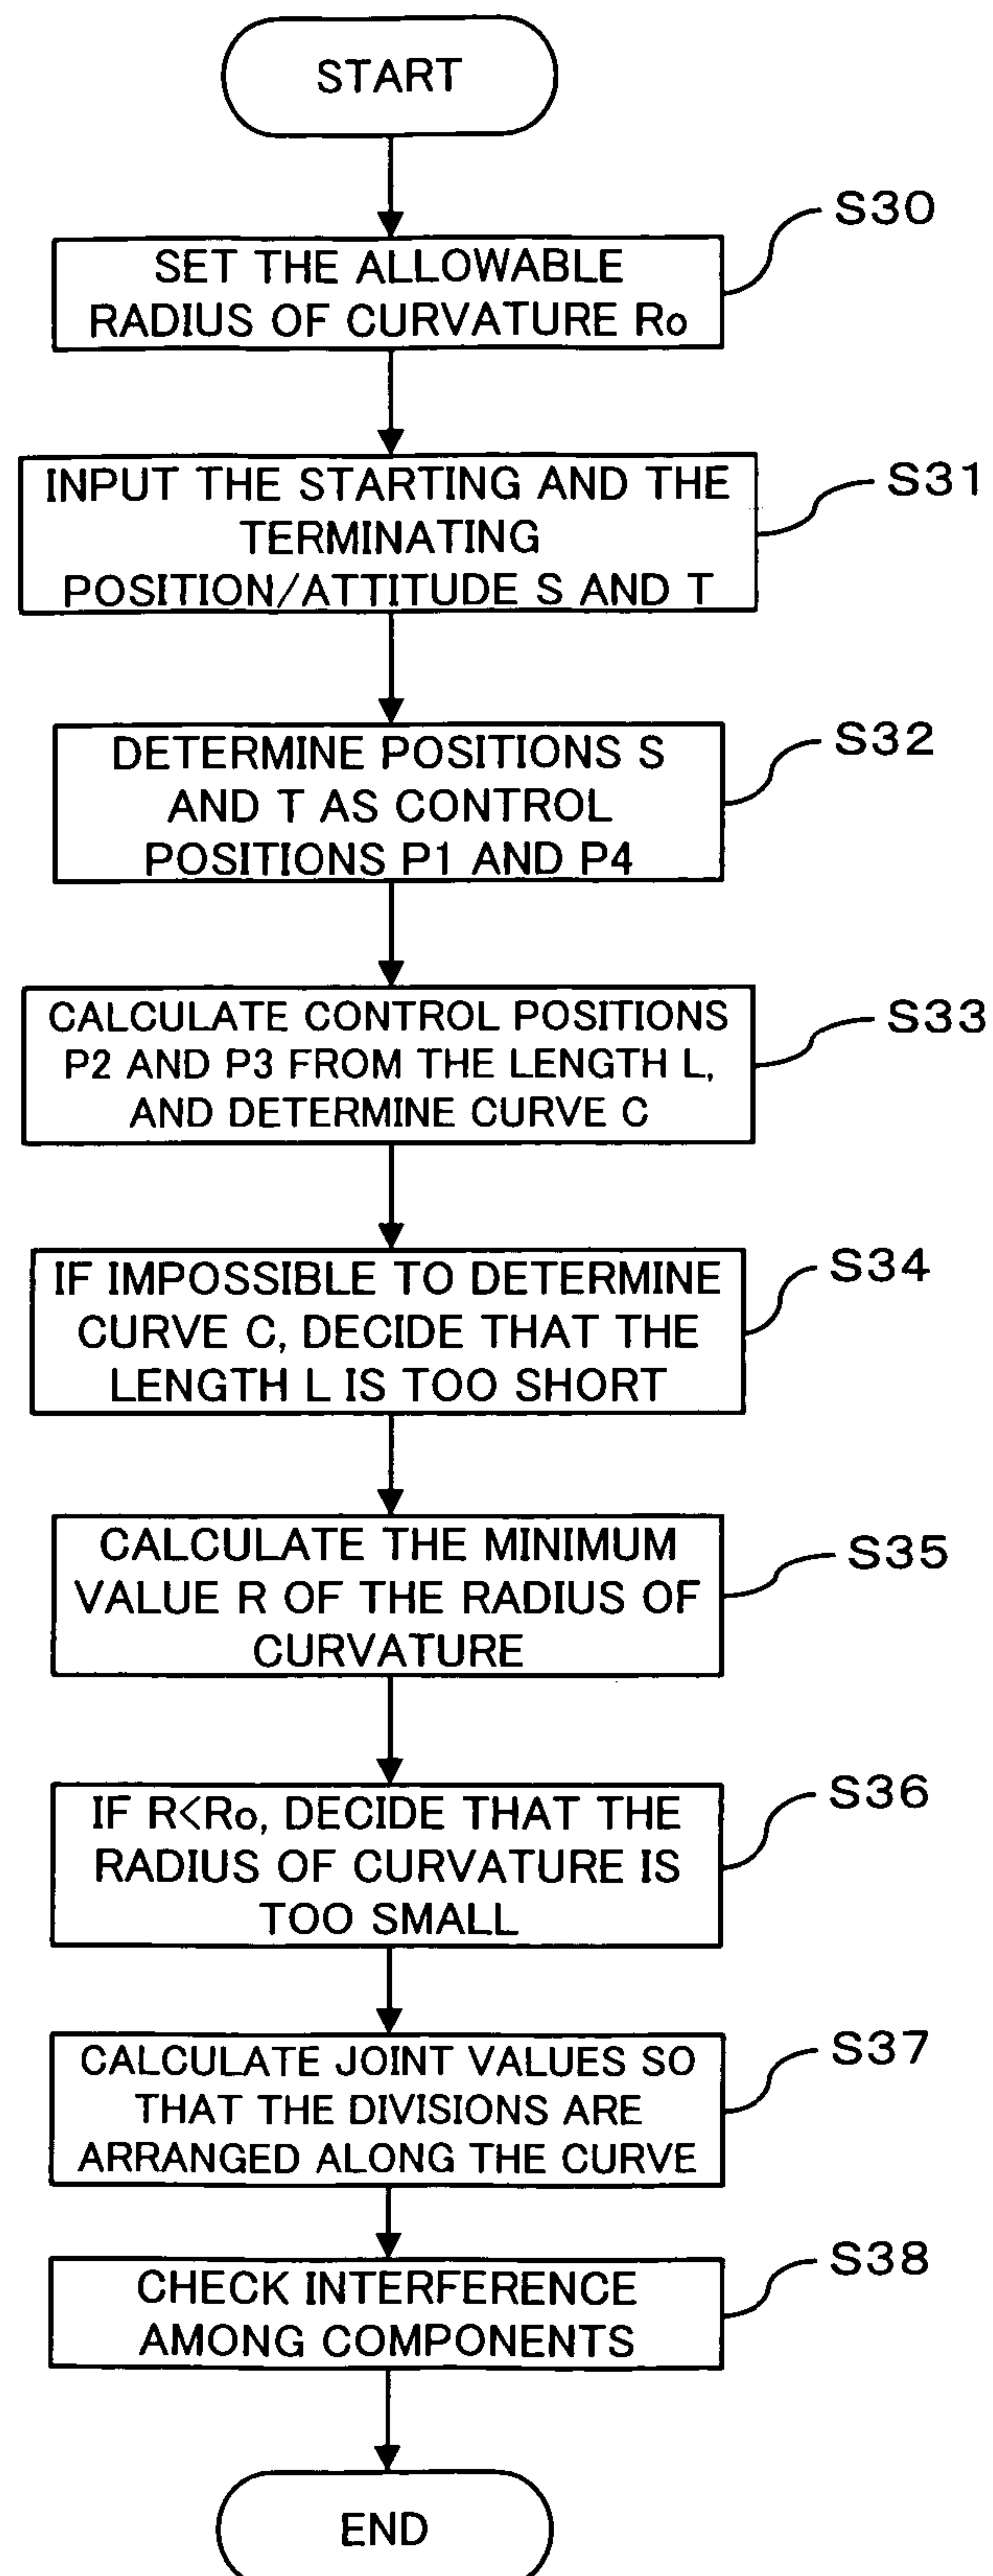 START
S30
SET THE ALLOWABLE
RADIUS OF CURVATURE Ro
S31
INPUT THE STARTING AND THE
TERMINATING
POSITION/ATTITUDE S AND T
S32
DETERMINE POSITIONS S
AND T AS CONTROL
POSITIONS P1 AND P4
S33
CALCULATE CONTROL POSITIONS
P2 AND P3 FROM THE LENGTH L,
AND DETERMINE CURVE C
S34
IF IMPOSSIBLE TO DETERMINE
CURVE C, DECIDE THAT THE
LENGTH L IS TOO SHORT
S35
CALCULATE THE MINIMUM
VALUE R OF THE RADIUS OF
CURVATURE
S36
IF R<Ro, DECIDE THAT THE
RADIUS OF CURVATURE IS
TOO SMALL
S37
CALCULATE JOINT VALUES SO
THAT THE DIVISIONS ARE
ARRANGED ALONG THE CURVE
S38
CHECK INTERFERENCE
AMONG COMPONENTS
END